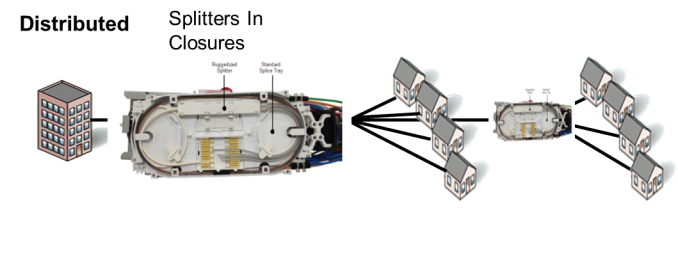 Distributed
Splitters In
Closures
Ruggedized
Splitter
Standard
Splice Tray